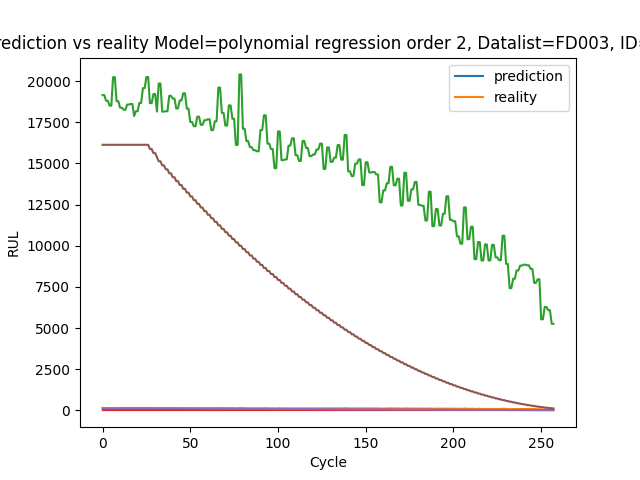 rediction vs reality Model=polynomial regression order 2, Datalist=FD003, ID=
prediction
reality
RUL
20000
17500
15000
12500
10000
7500
5000
2500
0
0 50 100 150 200 250
Cycle